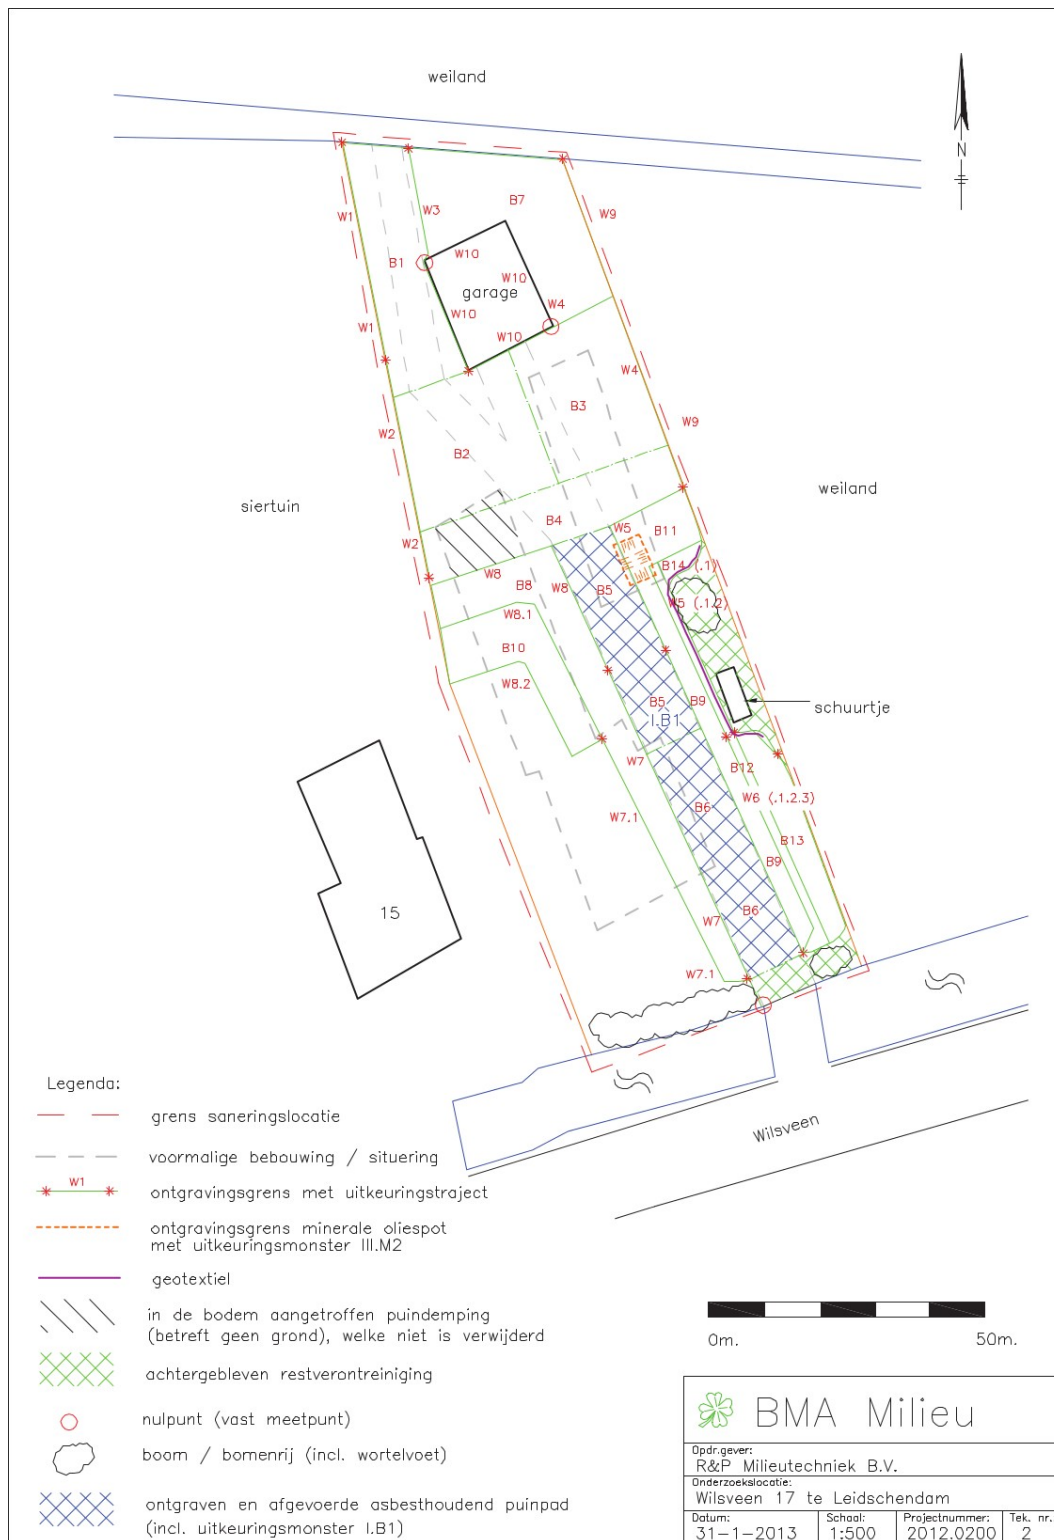 weiland
N
B7
W1
W3
W9
W10
B1
W10
garage
W4
W1
W10
W10
W4
B3
W9
W2
B2
weiland
siertuin
B4
W5
B11
W2
W8
B8
W8
B5
B14 (.1)
W5 (.1.2)
W8.1
B10
W8.2
B5
B9
I.B1
schuurtje
W7
B12
W6 (.1.2.3)
W7.1
B6
B13
B9
15
W7
B6
W7.1
Wilsveen
Legenda:
grens saneringslocatie
voormalige bebouwing / situering
W1
ontgravingsgrens met uitkeuringstraject
ontgravingsgrens minerale oliespot
met uitkeuringsmonster III.M2
geotextiel
in de bodem aangetroffen puindemping
(betreft geen grond), welke niet is verwijderd
achtergebleven restverontreiniging
nulpunt (vast meetpunt)
boom / bomenrij (incl. wortelvoet)
ontgraven en afgevoerde asbesthoudend puinpad
(incl. uitkeuringsmonster I.B1)
0m. 50m.
BMA Milieu
Opdr.gever:
R&P Milieutechniek B.V.
Onderzoekslocatie:
Wilsveen 17 te Leidschendam
Datum: Schaal: Projectnummer: Tek. nr.
31-1-2013 1:500 2012.0200 2